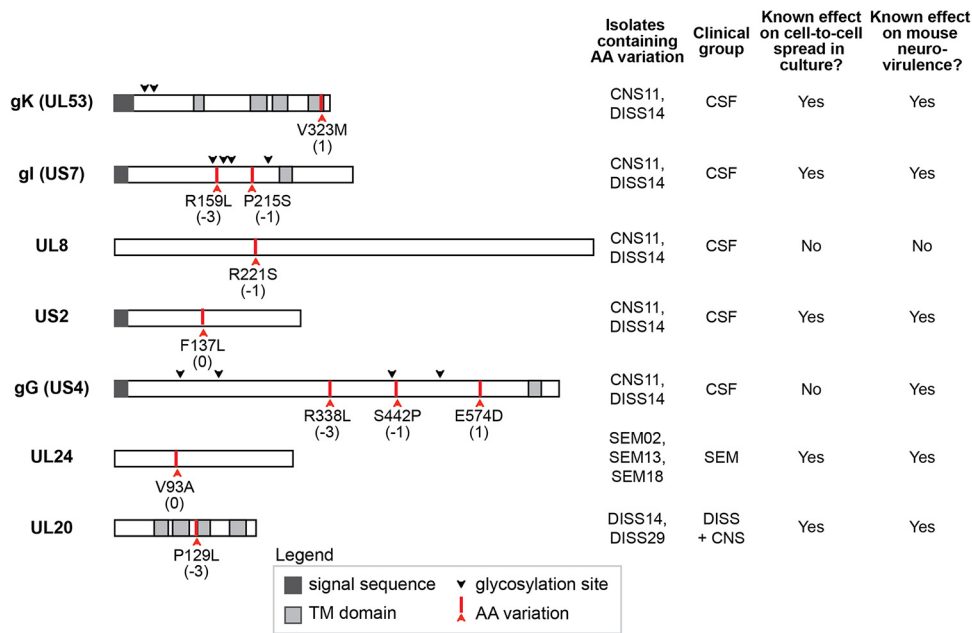 Isolates containing AA variation
Clinical group
Known effect on cell-to-cell spread in culture?
Known effect on mouse neuro-virulence?
gK (UL53)
V323M
(1)
CNS11,
DISS14
CSF
Yes
Yes
gI (US7)
R159L
(-3)
P215S
(-1)
CNS11,
DISS14
CSF
Yes
Yes
UL8
R221S
(-1)
CNS11,
DISS14
CSF
No
No
US2
F137L
(0)
CNS11,
DISS14
CSF
Yes
Yes
gG (US4)
R338L
(-3)
S442P
(-1)
E574D
(1)
CNS11,
DISS14
CSF
No
Yes
UL24
V93A
(0)
SEM02,
SEM13,
SEM18
SEM
Yes
Yes
UL20
P129L
(-3)
DISS14,
DISS29
DISS
+ CNS
Yes
Yes
Legend
signal sequence
glycosylation site
TM domain
AA variation